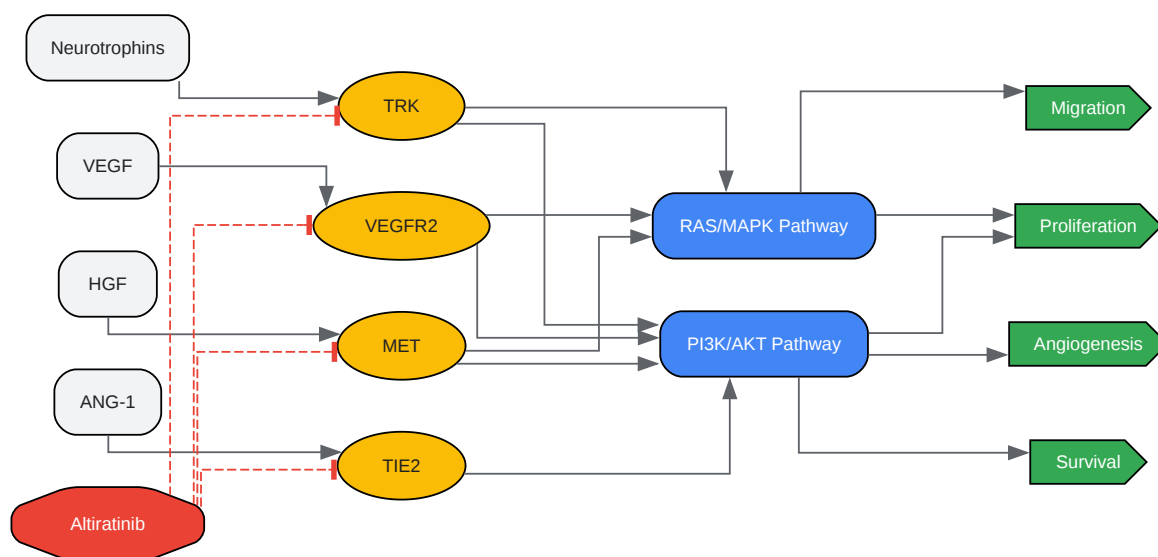 Neurotrophins
TRK
Migration
VEGF
VEGFR2
RAS/MAPK Pathway
Proliferation
HGF
MET
PI3K/AKT Pathway
Angiogenesis
ANG-1
TIE2
Survival
Altiratinib